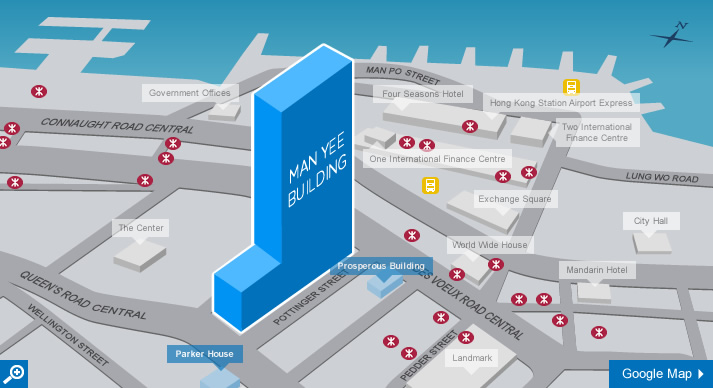 MAN PO STREET
Government Offices
Four Seasons Hotel
Hong Kong Station Airport Express
CONNAUGHT ROAD CENTRAL
Two International
Finance Centre
MAN YEE
BUILDING
One International Finance Centre
LUNG WO ROAD
Exchange Square
The Center
City Hall
World Wide House
Prosperous Building
Mandarin Hotel
QUEEN'S ROAD CENTRAL
POTTINGER STREET
VOEUX ROAD CENTRAL
WELLINGTON STREET
PEDDER STREET
Parker House
Landmark
Google Map